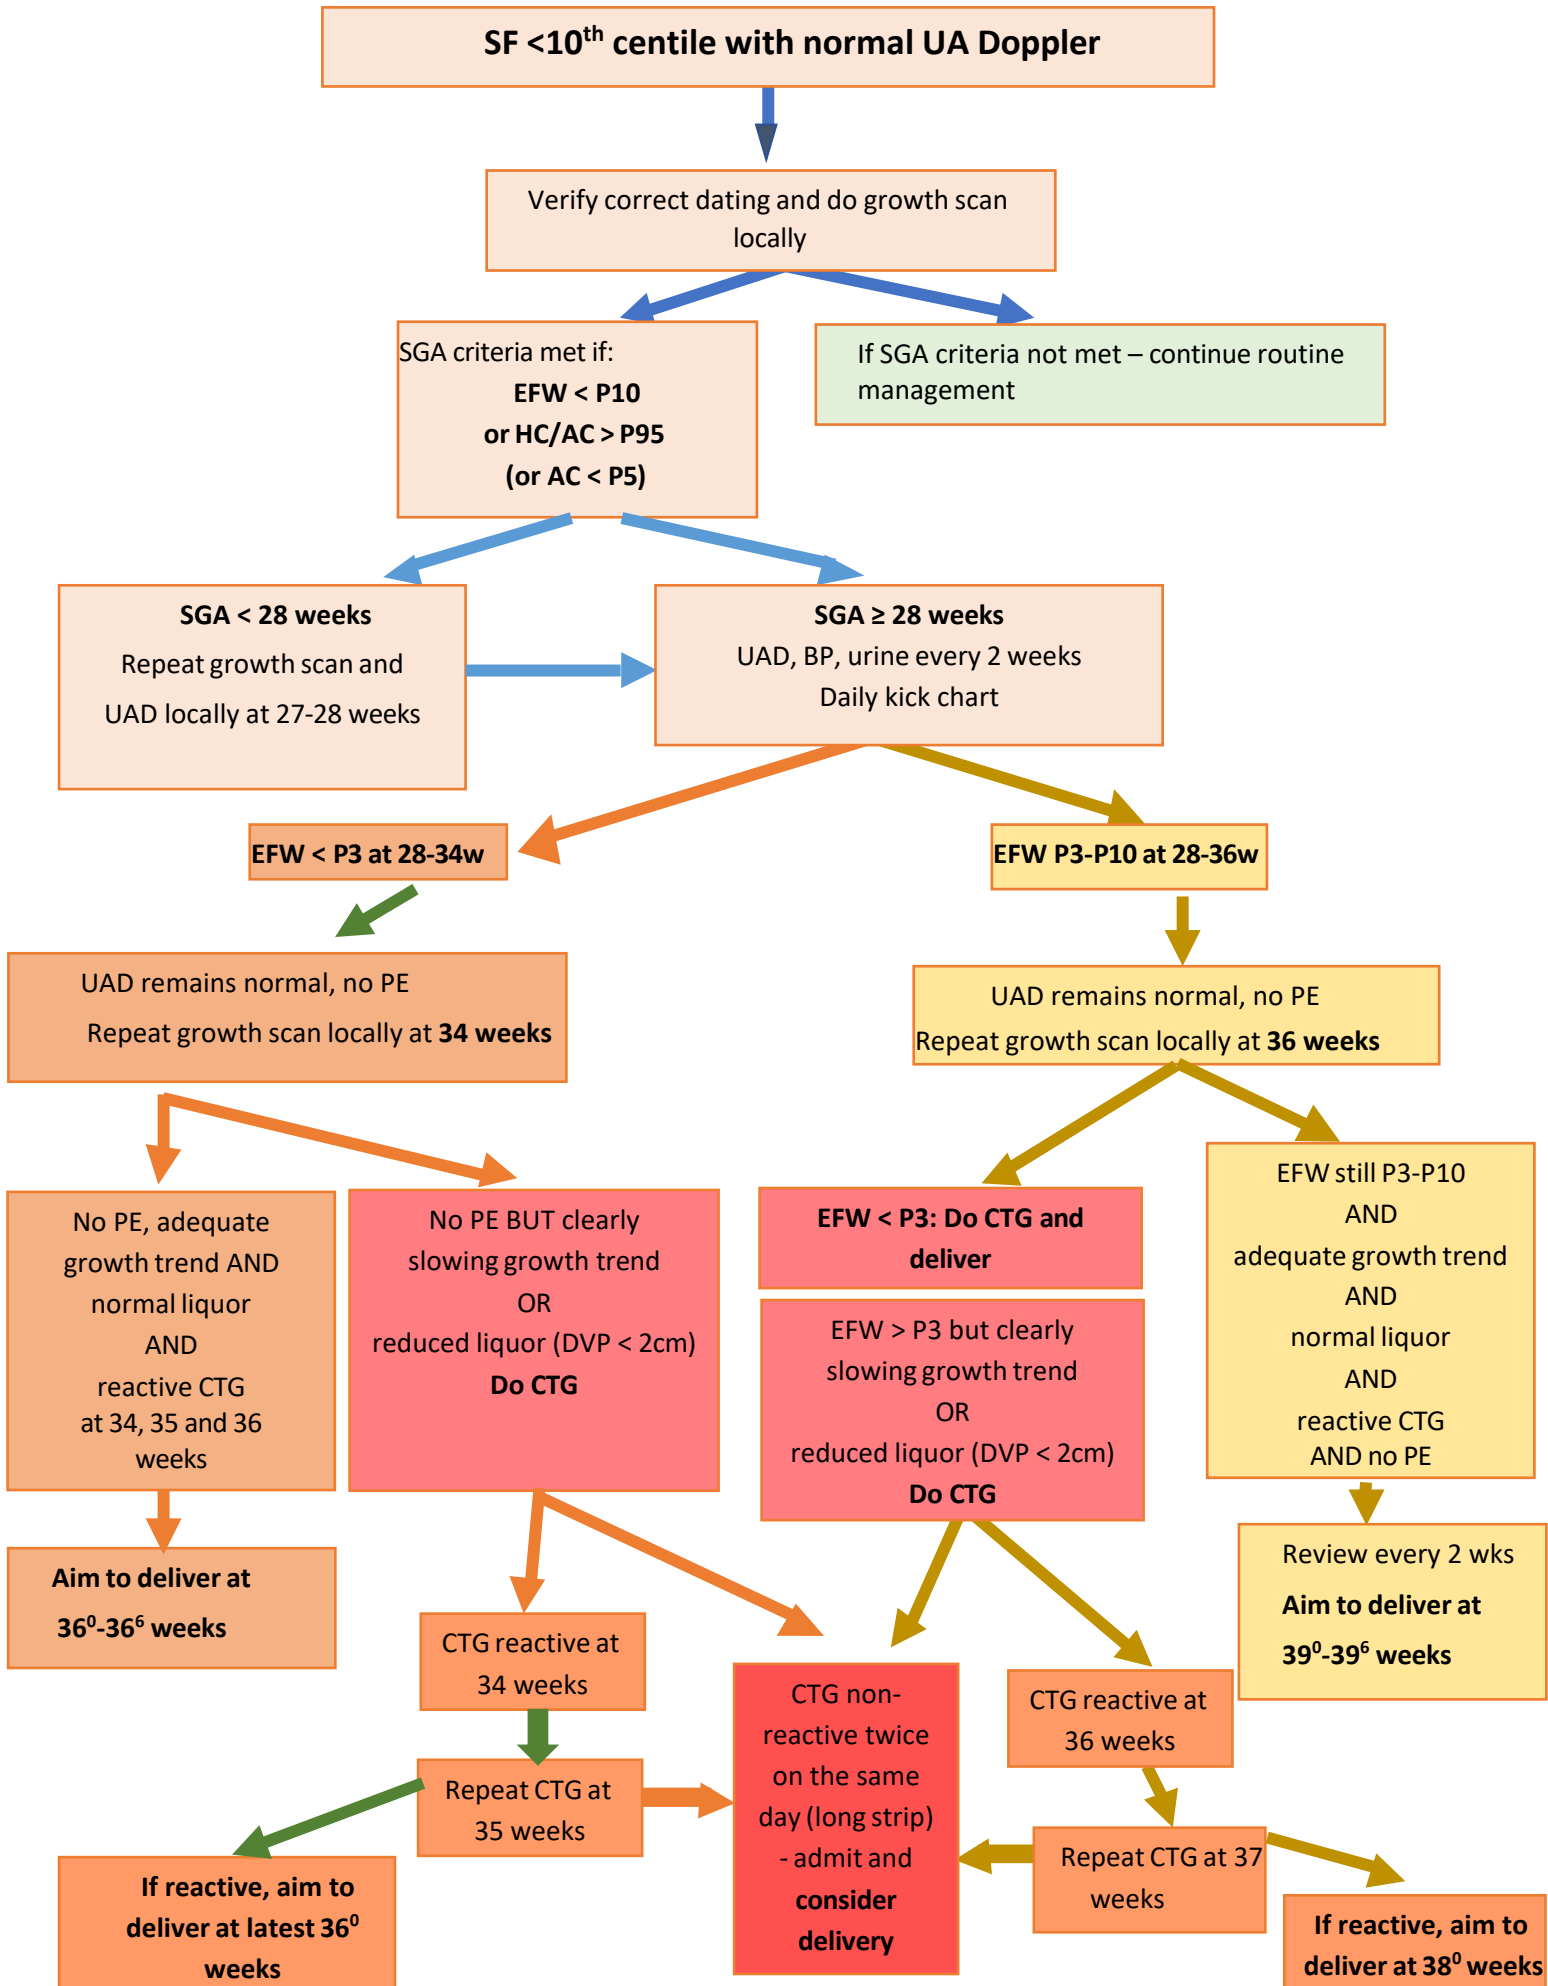 SF <10th centile with normal UA Doppler
Verify correct dating and do growth scan
locally
SGA criteria met if:
EFW < P10
or HC/AC > P95
(or AC < P5)
If SGA criteria not met – continue routine
management
SGA < 28 weeks
Repeat growth scan and
UAD locally at 27-28 weeks
SGA ≥ 28 weeks
UAD, BP, urine every 2 weeks
Daily kick chart
EFW < P3 at 28-34w
EFW P3-P10 at 28-36w
UAD remains normal, no PE
Repeat growth scan locally at 34 weeks
UAD remains normal, no PE
Repeat growth scan locally at 36 weeks
No PE, adequate
growth trend AND
normal liquor
AND
reactive CTG
at 34, 35 and 36
weeks
No PE BUT clearly
slowing growth trend
OR
reduced liquor (DVP < 2cm)
Do CTG
EFW < P3: Do CTG and
deliver
EFW > P3 but clearly
slowing growth trend
OR
reduced liquor (DVP < 2cm)
Do CTG
EFW still P3-P10
AND
adequate growth trend
AND
normal liquor
AND
reactive CTG
AND no PE
Aim to deliver at
36⁰-36⁶ weeks
Review every 2 wks
Aim to deliver at
39⁰-39⁶ weeks
CTG reactive at
34 weeks
Repeat CTG at
35 weeks
If reactive, aim to
deliver at latest 36⁰
weeks
CTG non-
reactive twice
on the same
day (long strip)
- admit and
consider
delivery
CTG reactive at
36 weeks
Repeat CTG at 37
weeks
If reactive, aim to
deliver at 38⁰ weeks